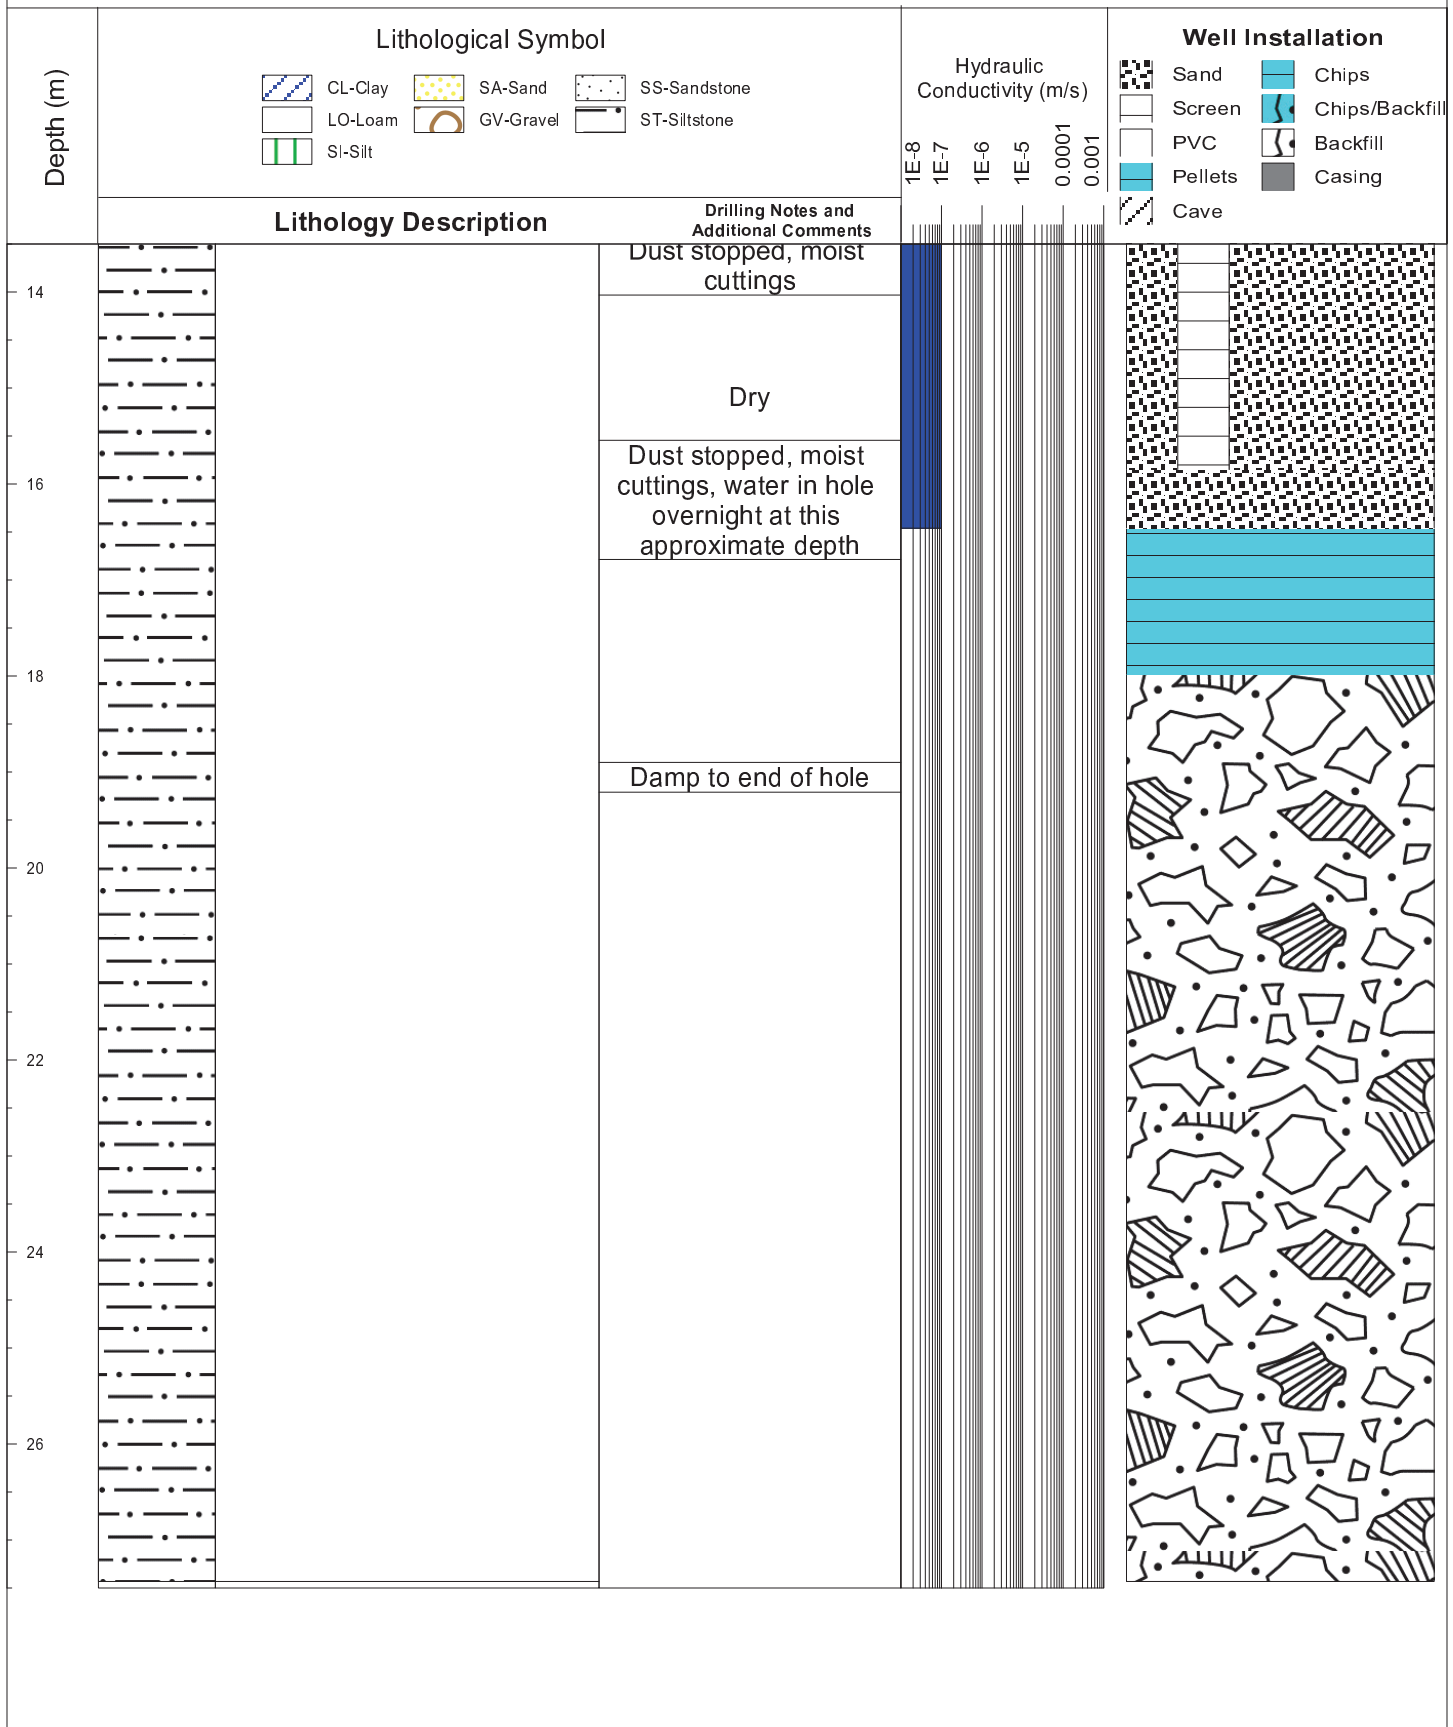 Depth (m)
Lithological Symbol
CL-Clay
SA-Sand
SS-Sandstone
LO-Loam
GV-Gravel
ST-Siltstone
SI-Silt
Hydraulic
Conductivity (m/s)
1E-8
1E-7
1E-6
1E-5
0.0001
0.001
Well Installation
Sand
Chips
Screen
Chips/Backfill
PVC
Backfill
Pellets
Casing
Cave
Lithology Description
Drilling Notes and
Additional Comments
Dust stopped, moist
cuttings
14
Dry
Dust stopped, moist
cuttings, water in hole
overnight at this
approximate depth
16
18
Damp to end of hole
20
22
24
26